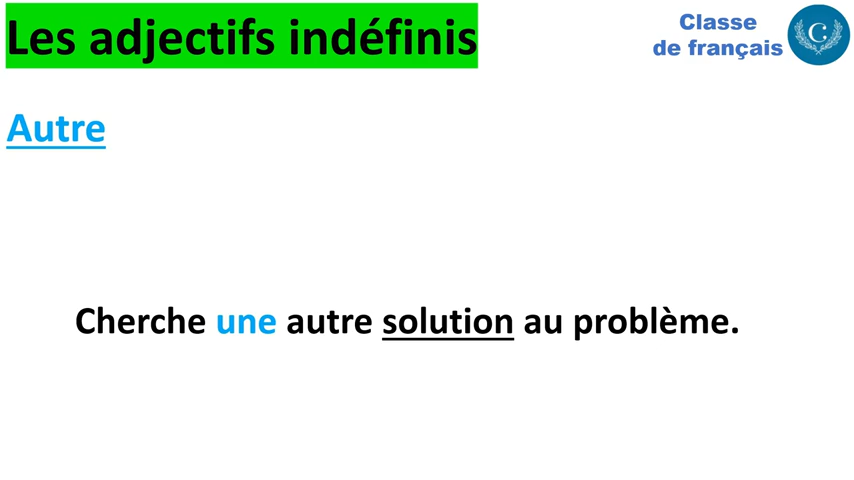 Les adjectifs indéfinis
Classe
de français
C
Autre
Cherche une autre solution au problème.